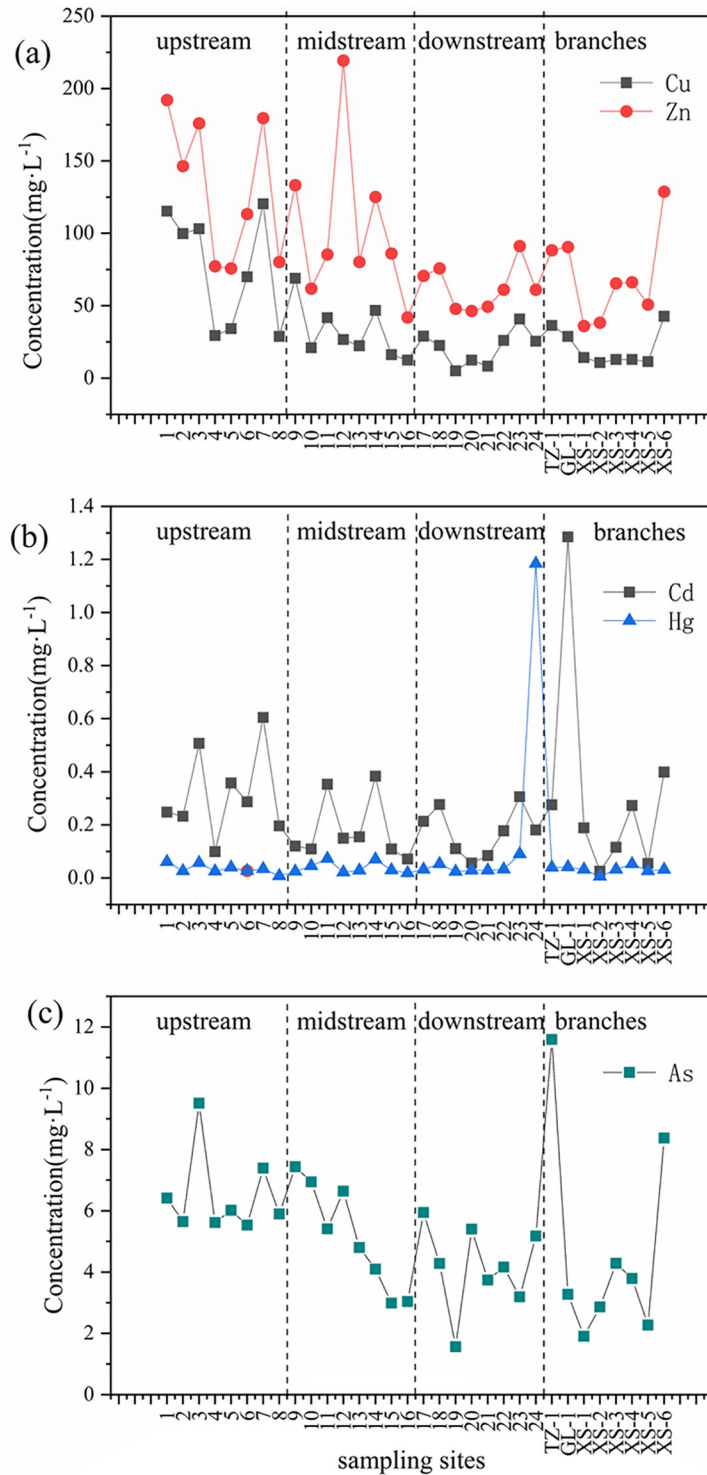 (a)
upstream midstream downstream branches
Cu
Zn
Concentration(mg·L⁻¹)
250
200
150
100
50
0
1 2 3 4 5 6 7 8 9 10 11 12 13 14 15 16 17 18 19 20 21 22 23 24 TZ-1 GL-1 XS-1 XS-2 XS-3 XS-4 XS-5 XS-6
(b)
upstream midstream downstream branches
Cd
Hg
Concentration(mg·L⁻¹)
1.4
1.2
1.0
0.8
0.6
0.4
0.2
0.0
1 2 3 4 5 6 7 8 9 10 11 12 13 14 15 16 17 18 19 20 21 22 23 24 TZ-1 GL-1 XS-1 XS-2 XS-3 XS-4 XS-5 XS-6
(c)
upstream midstream downstream branches
As
Concentration(mg·L⁻¹)
12
10
8
6
4
2
0
1 2 3 4 5 6 7 8 9 10 11 12 13 14 15 16 17 18 19 20 21 22 23 24 TZ-1 GL-1 XS-1 XS-2 XS-3 XS-4 XS-5 XS-6
sampling sites